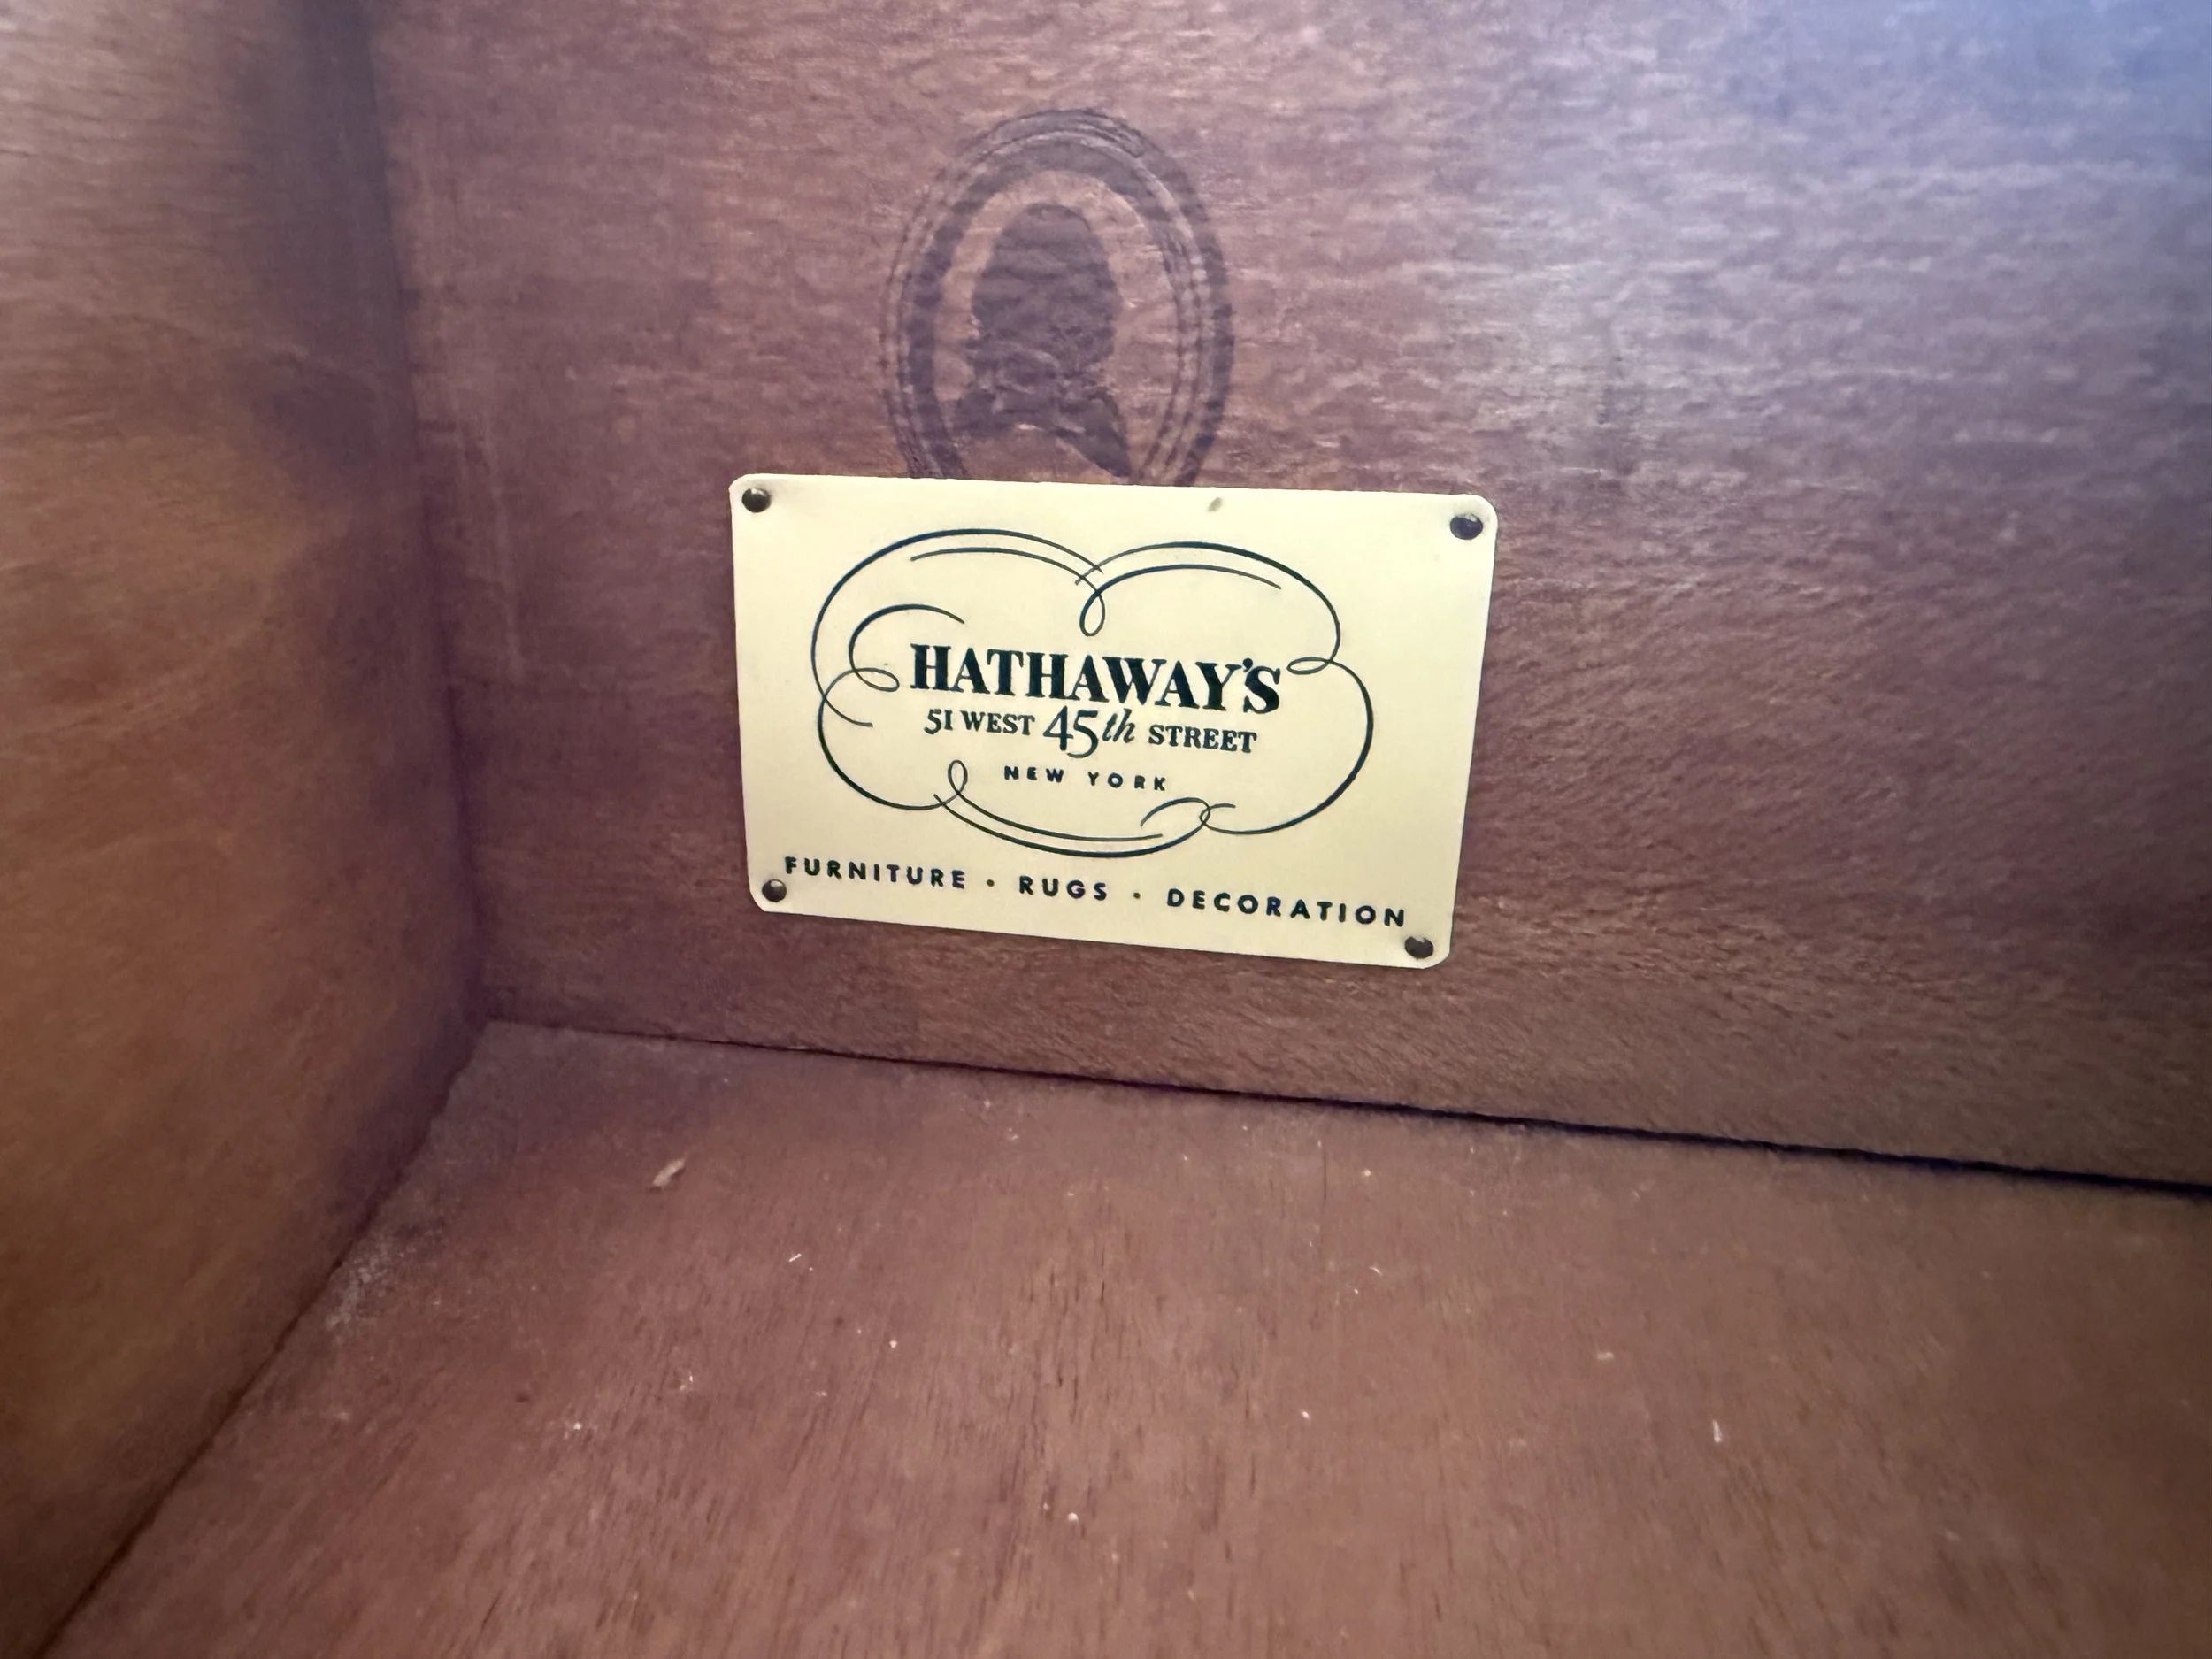 HATHAWAY'S
51 WEST 45th STREET
NEW YORK
FURNITURE · RUGS · DECORATION